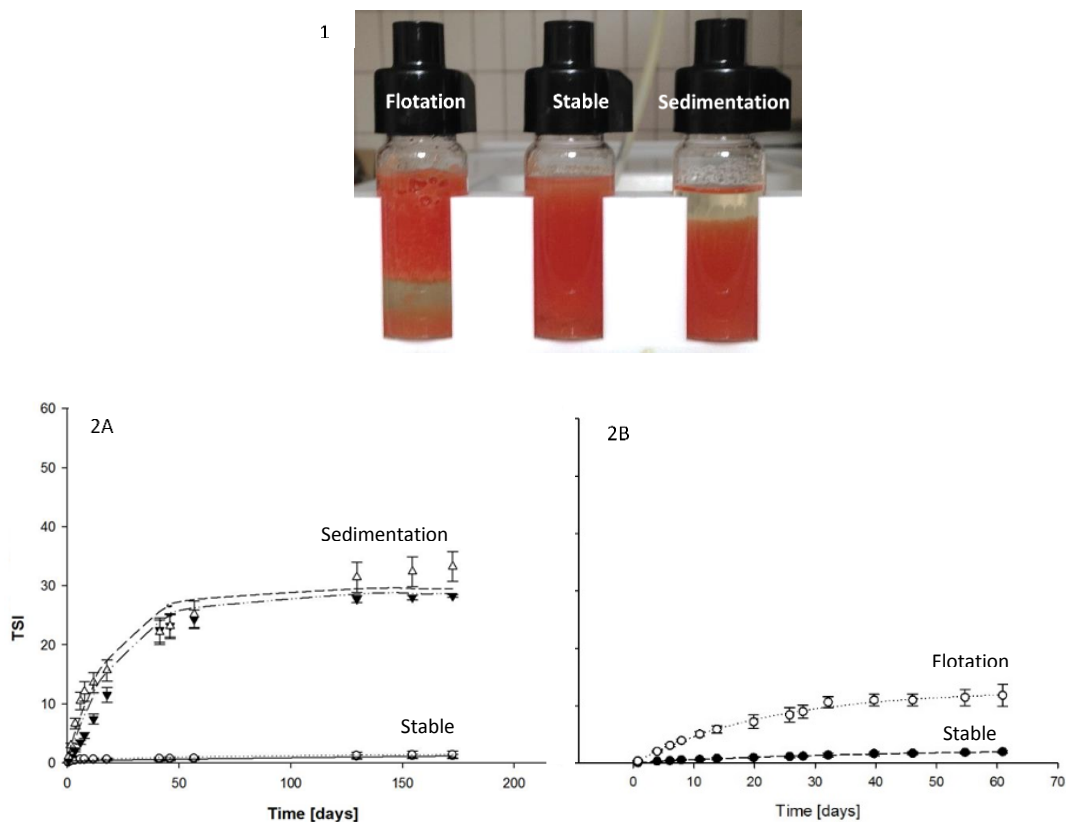 1
Flotation Stable Sedimentation
2A
60
50
40
30
20
10
0
TSI
Sedimentation
Stable
0 50 100 150 200
Time [days]
2B
Flotation
Stable
0 10 20 30 40 50 60 70
Time [days]